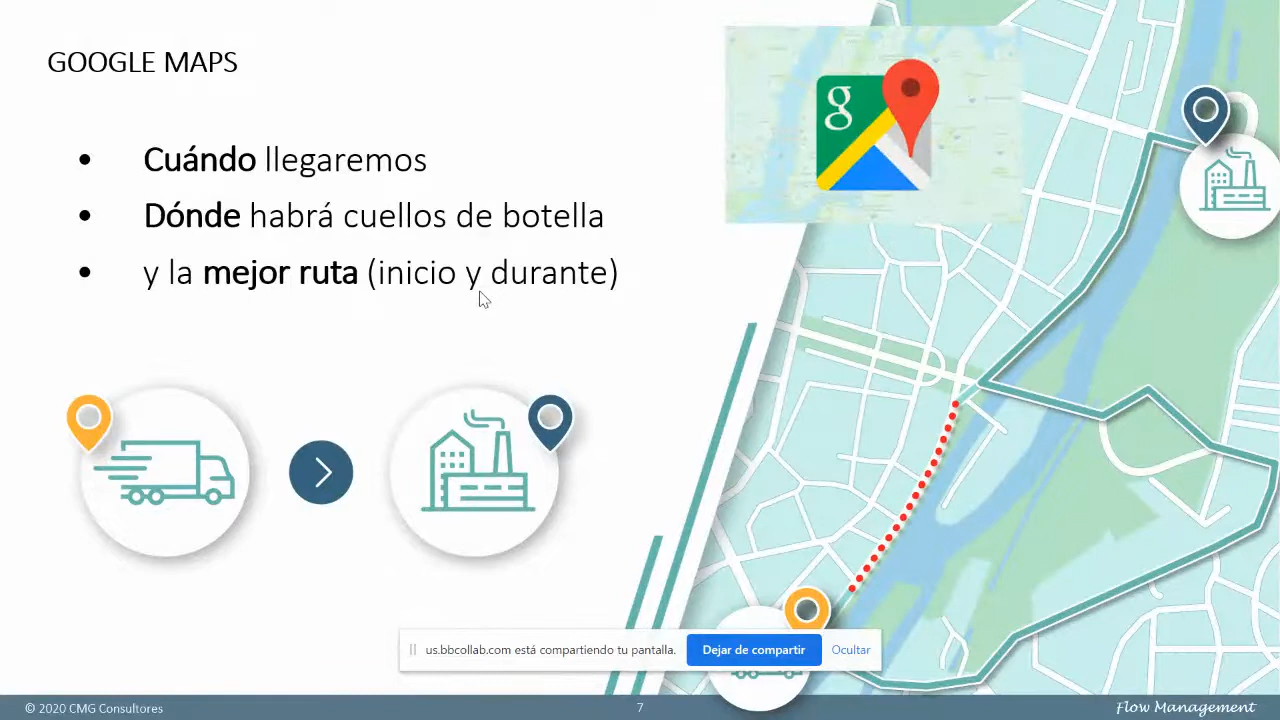 GOOGLE MAPS
g
• Cuándo llegaremos
• Dónde habrá cuellos de botella
• y la mejor ruta (inicio y durante)
us.bbcollab.com está compartiendo tu pantalla. Dejar de compartir Ocultar
© 2020 CMG Consultores 7 Flow Management